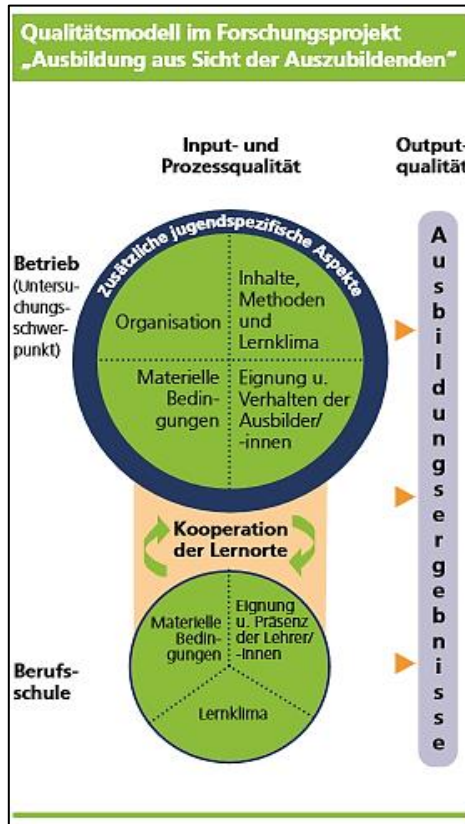 Qualitätsmodell im Forschungsprojekt
„Ausbildung aus Sicht der Auszubildenden“
Input- und
Prozessqualität
Output-
qualität
Zusätzliche jugendspezifische Aspekte
Betrieb
(Untersu-
chungs-
schwer-
punkt)
Organisation
Inhalte,
Methoden
und
Lernklima
Materielle
Bedin-
gungen
Eignung u.
Verhalten der
Ausbilder/
-innen
Kooperation
der Lernorte
Berufs-
schule
Materielle
Bedin-
gungen
Eignung
u. Präsenz
der Lehrer/
-innen
Lernklima
Ausbildungsergebnisse